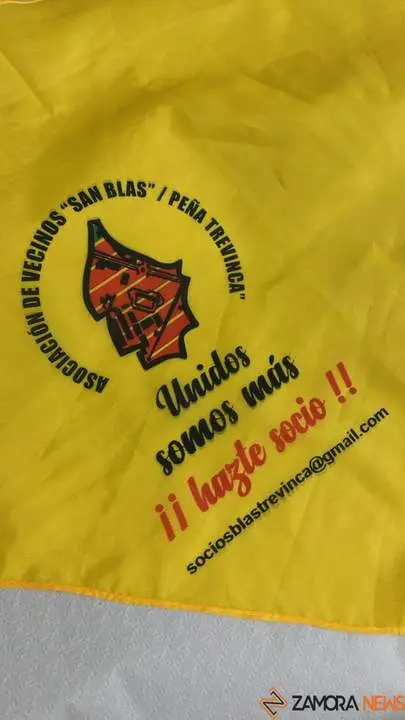 ASOCIACIÓN DE VECINOS "SAN BLAS" / PEÑA TREVINCA"
Unidos
somos más
¡¡ hazte socio !!
sociosblastrevinca@gmail.com
ZAMORA NEWS